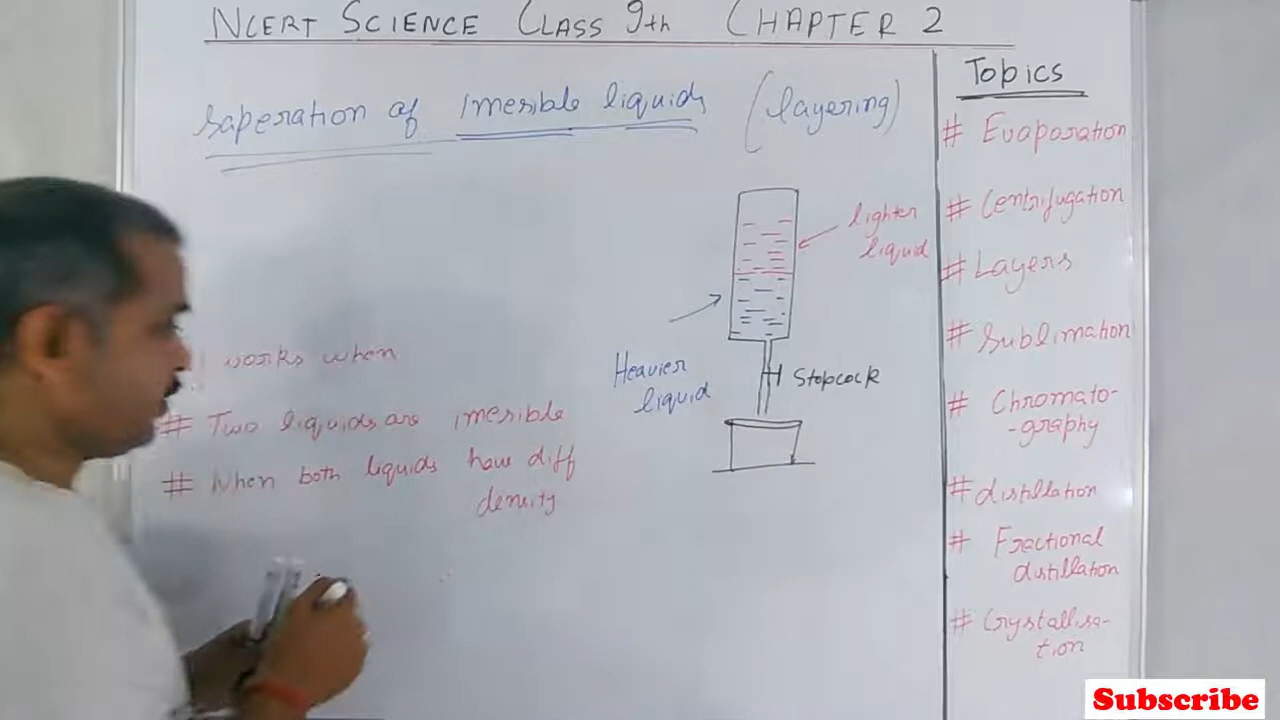 NCERT SCIENCE CLASS 9th CHAPTER 2
Saperation of imesible liquids (layering)
works when
# Two liquids are imesible
# When both liquids have diff
density
lighter
liquid
Heavier
liquid
Stopcock
Topics
# Evaporation
# Centrifugation
# Layers
# Sublimation
# Chromato-
-graphy
# distillation
# Fractional
distillation
# Crystallisa-
tion
Subscribe